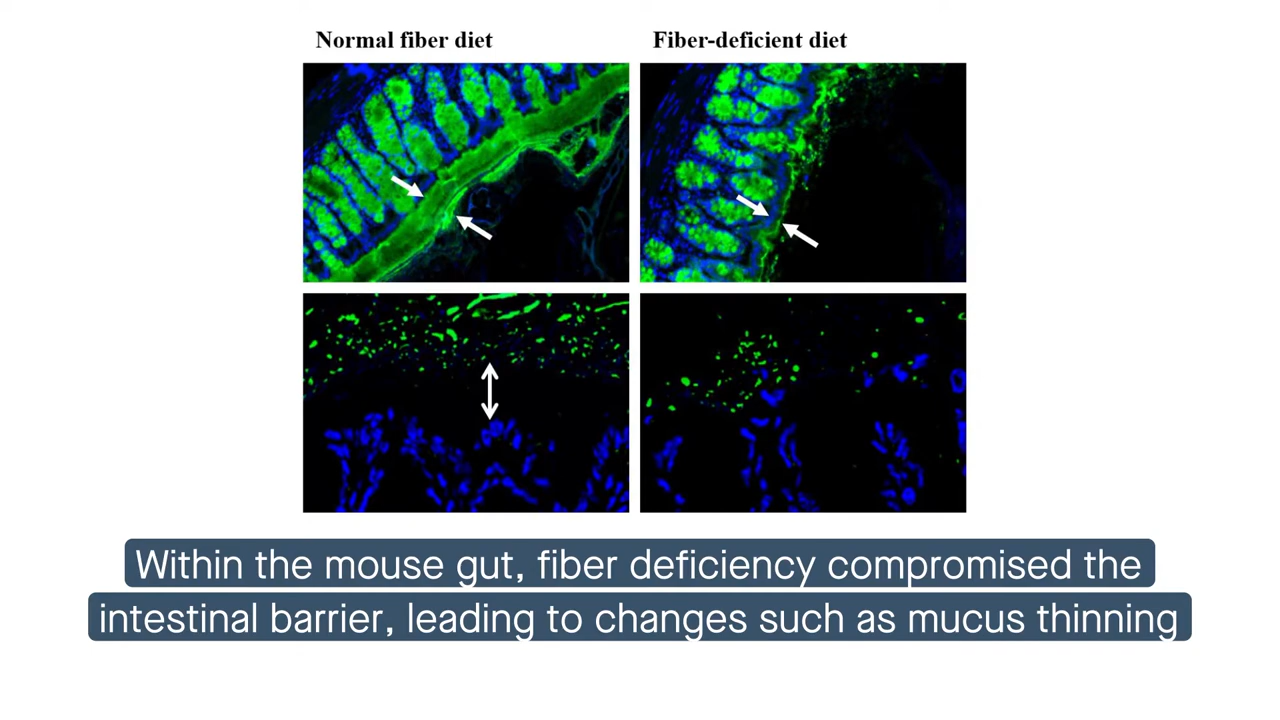 Normal fiber diet
Fiber-deficient diet
Within the mouse gut, fiber deficiency compromised the
intestinal barrier, leading to changes such as mucus thinning